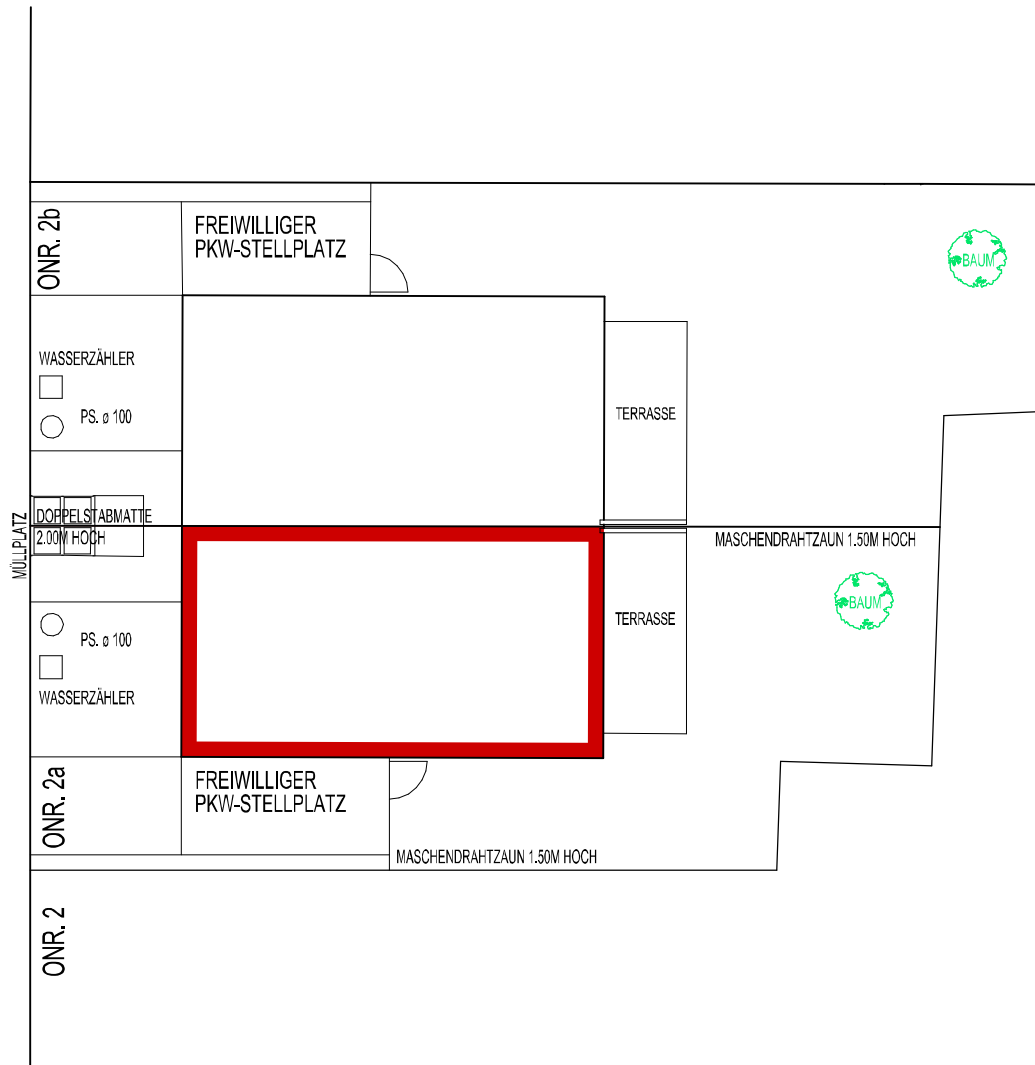 ONR. 2b
FREIWILLIGER
PKW-STELLPLATZ
BAUM
WASSERZÄHLER
PS. ø 100
TERRASSE
MÜLLPLATZ
DOPPELSTABMATTE
2.00M HOCH
MASCHENDRAHTZAUN 1.50M HOCH
BAUM
TERRASSE
PS. ø 100
WASSERZÄHLER
ONR. 2a
FREIWILLIGER
PKW-STELLPLATZ
MASCHENDRAHTZAUN 1.50M HOCH
ONR. 2